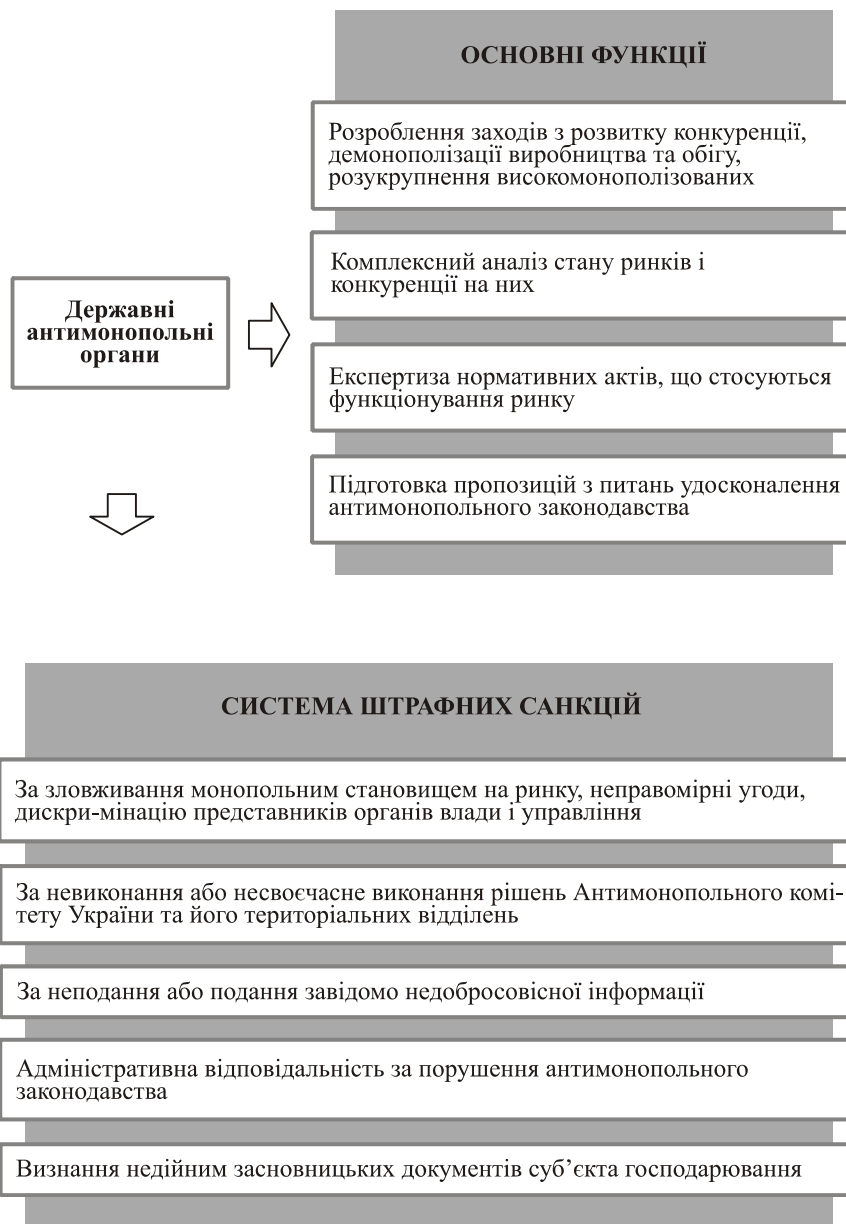 ОСНОВНІ ФУНКЦІЇ
Розроблення заходів з розвитку конкуренції,
демонополізації виробництва та обігу,
розукрупнення високомонополізованих
Комплексний аналіз стану ринків і
конкуренції на них
Державні
антимонопольні
органи
Експертиза нормативних актів, що стосуються
функціонування ринку
Підготовка пропозицій з питань удосконалення
антимонопольного законодавства
СИСТЕМА ШТРАФНИХ САНКЦІЙ
За зловживання монопольним становищем на ринку, неправомірні угоди,
дискри-мінацію представників органів влади і управління
За невиконання або несвоєчасне виконання рішень Антимонопольного комі-
тету України та його територіальних відділень
За неподання або подання завідомо недобросовісної інформації
Адміністративна відповідальність за порушення антимонопольного
законодавства
Визнання недійним засновницьких документів суб’єкта господарювання